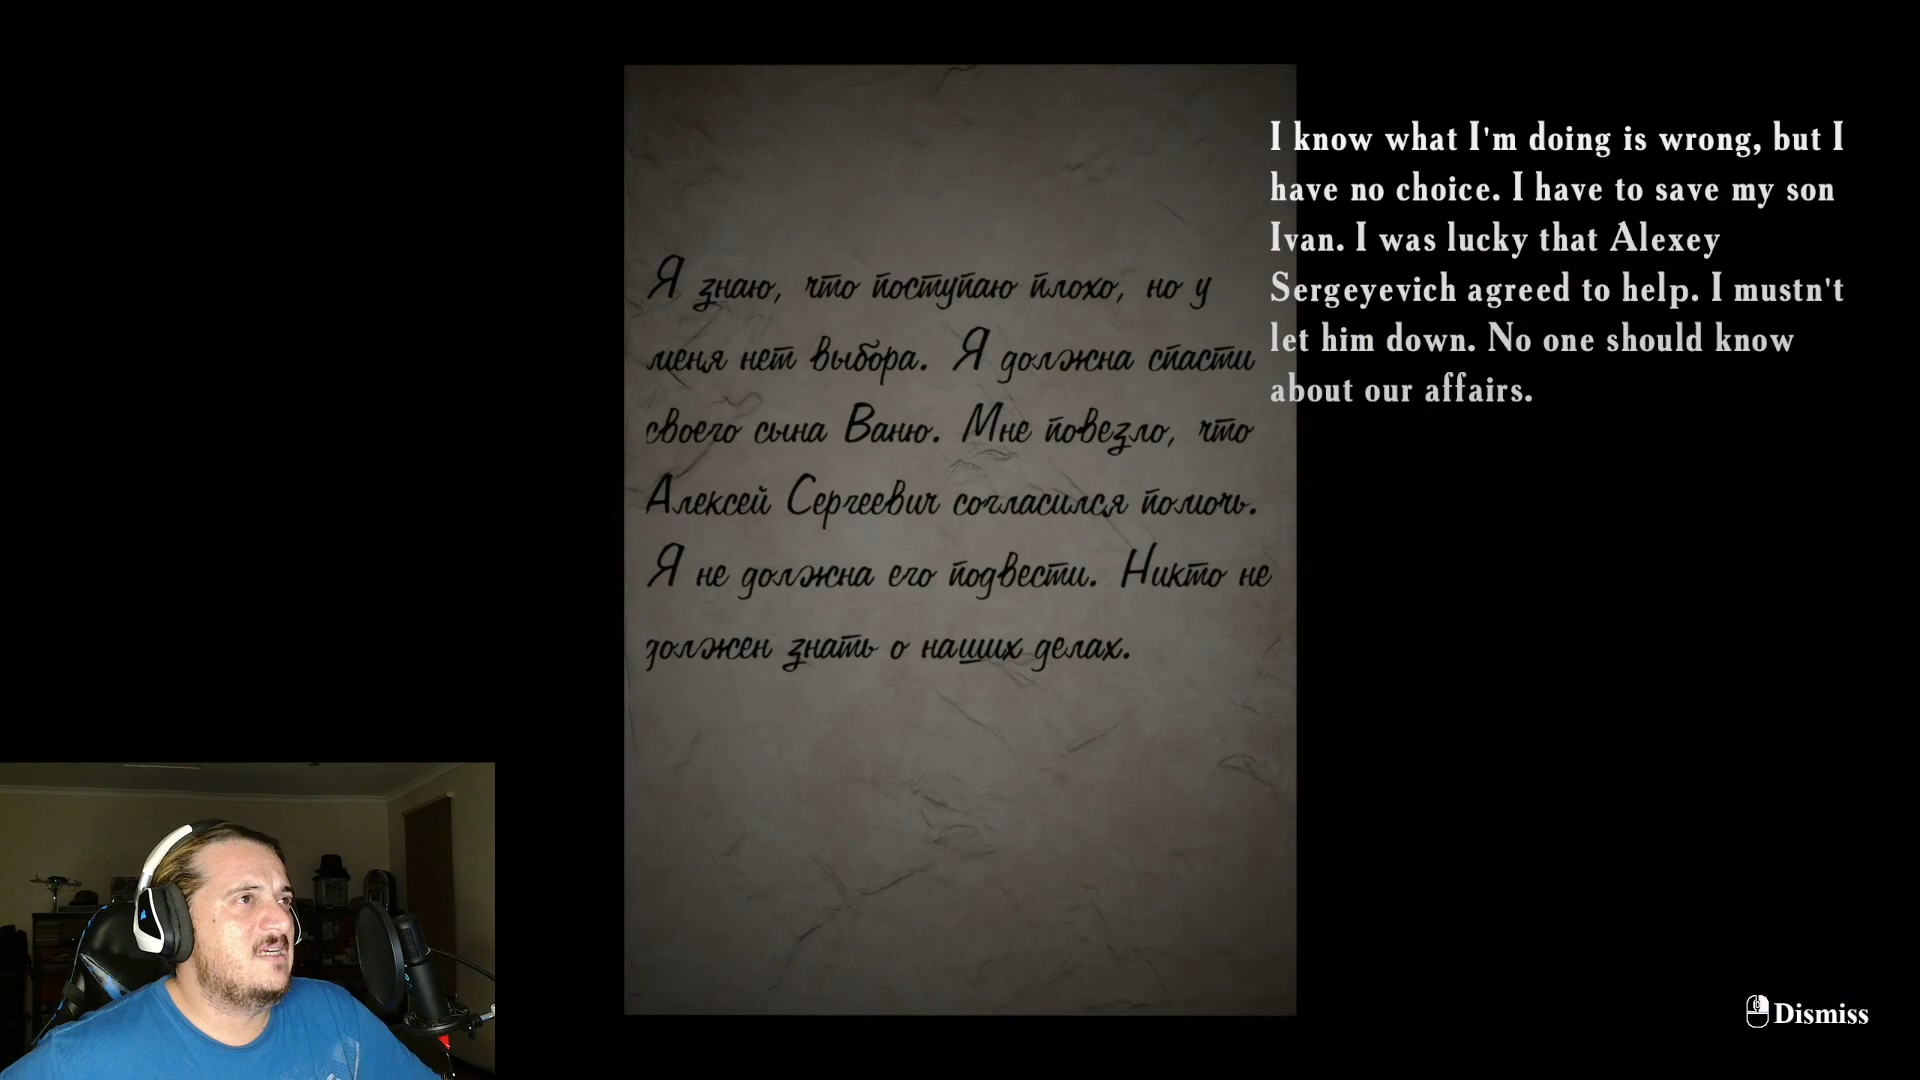 Я знаю, что поступаю плохо, но у
меня нет выбора. Я должна спасти
своего сына Ваню. Мне повезло, что
Алексей Сергеевич согласился помочь.
Я не должна его подвести. Никто не
должен знать о наших делах.
I know what I'm doing is wrong, but I
have no choice. I have to save my son
Ivan. I was lucky that Alexey
Sergeyevich agreed to help. I mustn't
let him down. No one should know
about our affairs.
Dismiss